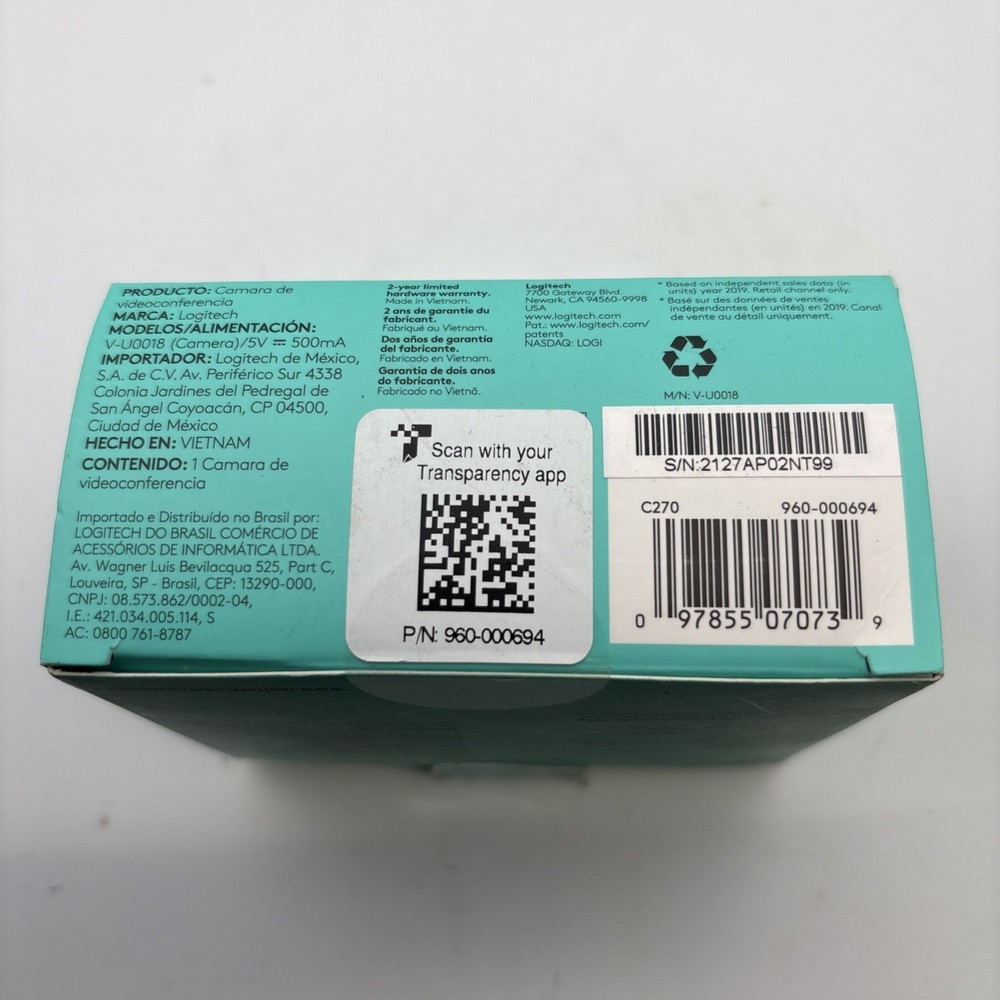 PRODUCTO: Camara de
videoconferencia
MARCA: Logitech
MODELOS/ALIMENTACIÓN:
V-U0018 (Camera)/5V ⎓ 500mA
IMPORTADOR: Logitech de México,
S.A. de C.V. Av. Periférico Sur 4338
Colonia Jardines del Pedregal de
San Ángel Coyoacán, CP 04500,
Ciudad de México
HECHO EN: VIETNAM
CONTENIDO: 1 Camara de
videoconferencia
Importado e Distribuído no Brasil por:
LOGITECH DO BRASIL COMÉRCIO DE
ACESSÓRIOS DE INFORMÁTICA LTDA.
Av. Wagner Luis Bevilacqua 525, Part C,
Louveira, SP - Brasil, CEP: 13290-000,
CNPJ: 08.573.862/0002-04,
I.E.: 421.034.005.114, S
AC: 0800 761-8787
2-year limited
hardware warranty.
Made in Vietnam.
2 ans de garantie du
fabricant.
Fabriqué au Vietnam.
Dos años de garantía
del fabricante.
Fabricado en Vietnam.
Garantia de dois anos
do fabricante.
Fabricado no Vietnã.
Logitech
7700 Gateway Blvd.
Newark, CA 94560-9998
USA
www.logitech.com
Pat.: www.logitech.com/
patents
NASDAQ: LOGI
* Based on independent sales data (in
units) year 2019. Retail channel only.
* Basé sur des données de ventes
indépendantes (en unités) en 2019. Canal
de vente au détail uniquement.
M/N: V-U0018
Scan with your
Transparency app
P/N: 960-000694
S/N:2127AP02NT99
C270 960-000694
0 97855 07073 9